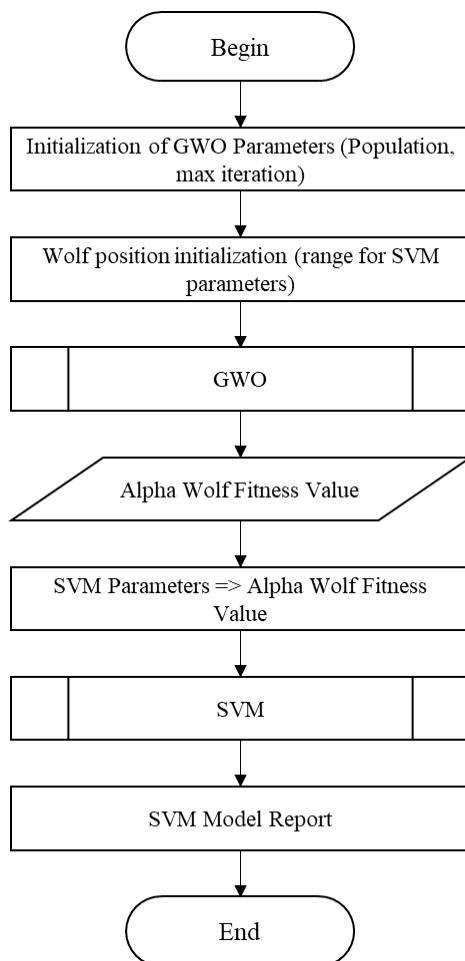 Begin
Initialization of GWO Parameters (Population,
max iteration)
Wolf position initialization (range for SVM
parameters)
GWO
Alpha Wolf Fitness Value
SVM Parameters => Alpha Wolf Fitness
Value
SVM
SVM Model Report
End